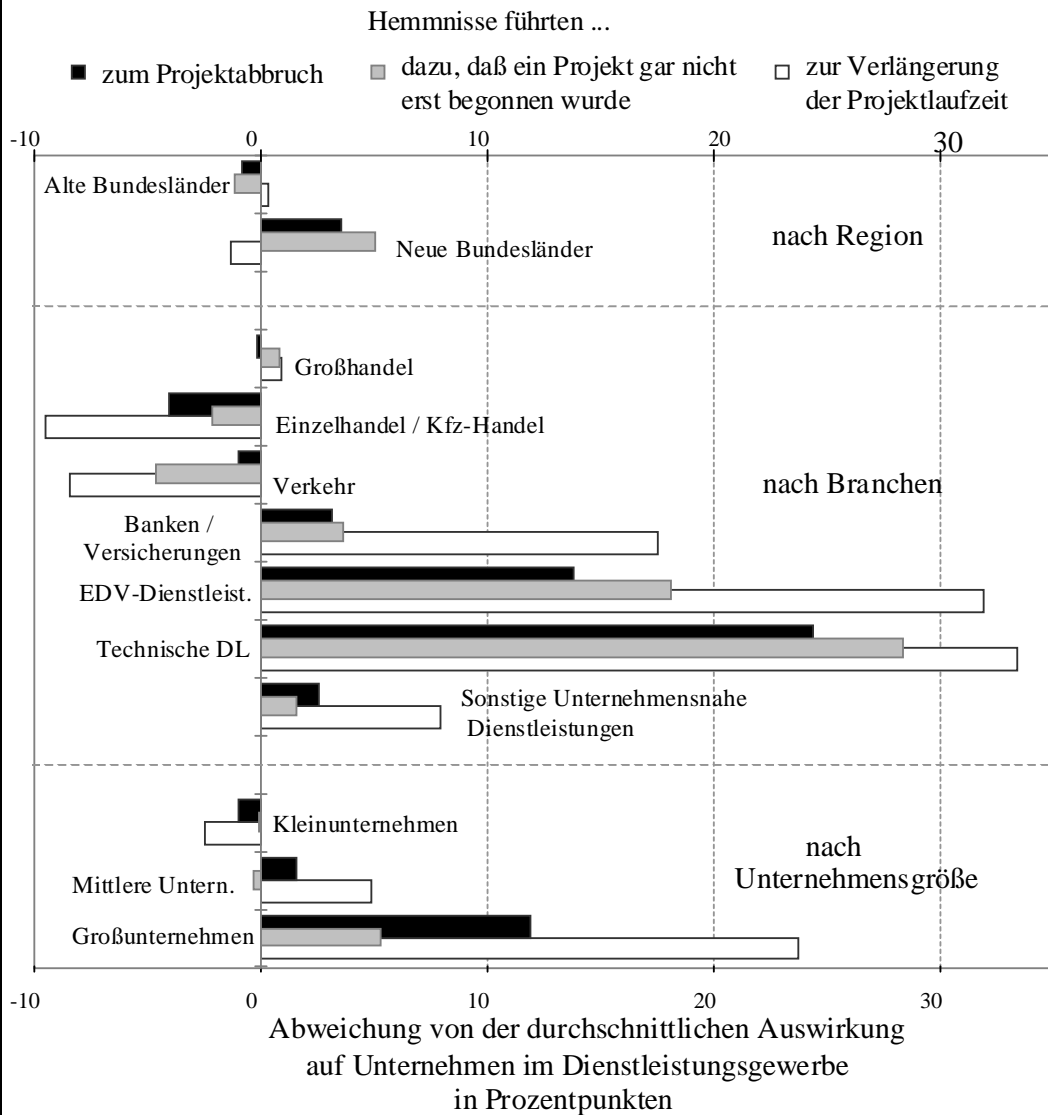 Hemmnisse führten ...
zum Projektabbruch
dazu, daß ein Projekt gar nicht
erst begonnen wurde
zur Verlängerung
der Projektlaufzeit
-10 0 10 20 30
Alte Bundesländer
Neue Bundesländer
nach Region
Großhandel
Einzelhandel / Kfz-Handel
Verkehr
nach Branchen
Banken /
Versicherungen
EDV-Dienstleist.
Technische DL
Sonstige Unternehmensnahe
Dienstleistungen
Kleinunternehmen
Mittlere Untern.
Großunternehmen
nach
Unternehmensgröße
-10 0 10 20 30
Abweichung von der durchschnittlichen Auswirkung
auf Unternehmen im Dienstleistungsgewerbe
in Prozentpunkten